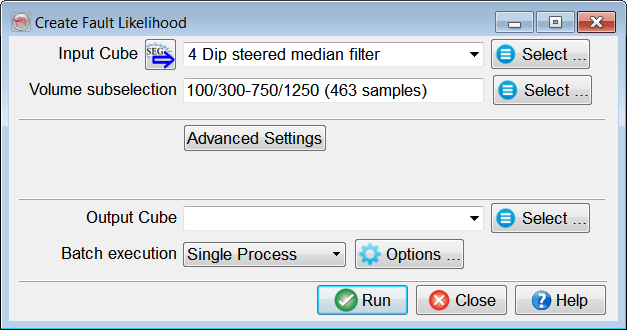 Create Fault Likelihood
Input Cube SEG 4 Dip steered median filter Select ...
Volume subselection 100/300-750/1250 (463 samples) Select ...
Advanced Settings
Output Cube Select ...
Batch execution Single Process Options ...
Run Close Help